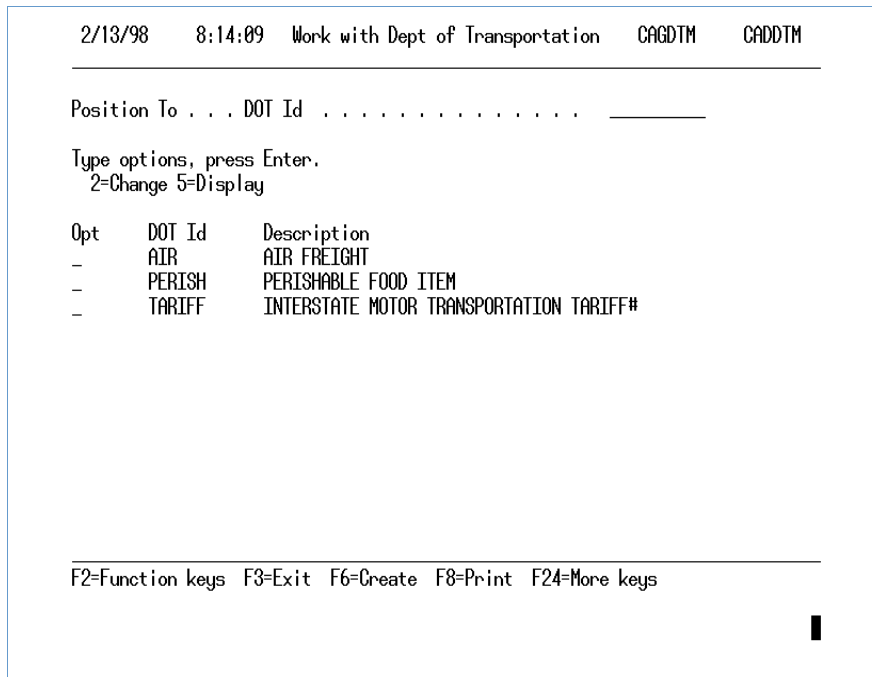 2/13/98 8:14:09 Work with Dept of Transportation CAGDTM CADDTM
Position To . . . DOT Id . . . . . . . . . . . . . . __________
Type options, press Enter.
2=Change 5=Display
Opt DOT Id Description
_ AIR AIR FREIGHT
_ PERISH PERISHABLE FOOD ITEM
_ TARIFF INTERSTATE MOTOR TRANSPORTATION TARIFF#
F2=Function keys F3=Exit F6=Create F8=Print F24=More keys